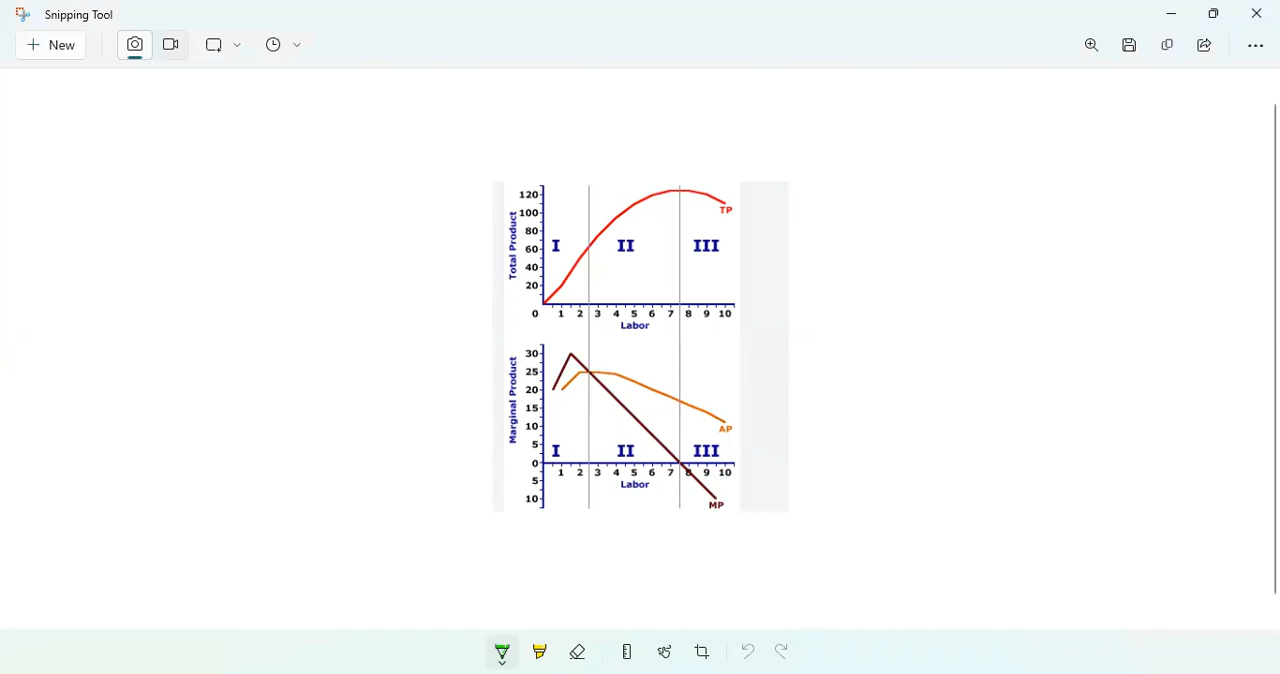 Snipping Tool
New
120
100
80
60
40
20
Total Product
I II III
TP
0 1 2 3 4 5 6 7 8 9 10
Labor
30
25
20
15
10
5
0
5
10
Marginal Product
AP
I II III
1 2 3 4 5 6 7 8 9 10
Labor
MP